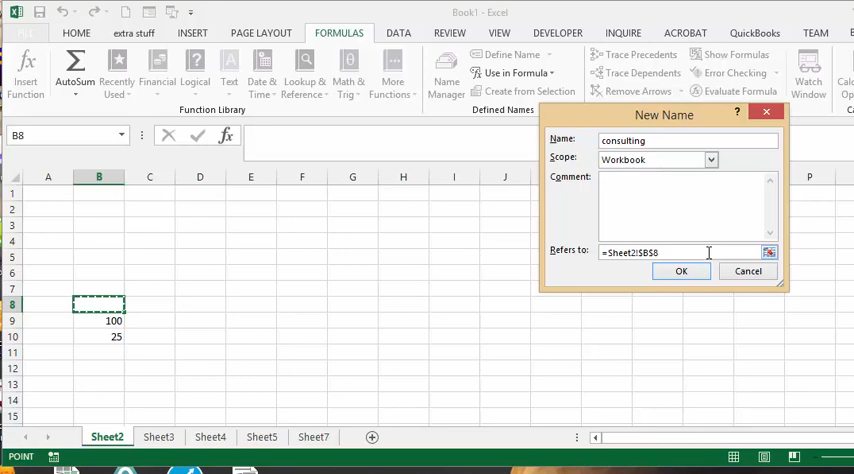 Book1 - Excel
FILE HOME extra stuff INSERT PAGE LAYOUT FORMULAS DATA REVIEW VIEW DEVELOPER INQUIRE ACROBAT QuickBooks TEAM
Insert Function
AutoSum
Recently Used
Financial
Logical
Text
Date & Time
Lookup & Reference
Math & Trig
More Functions
Function Library
Name Manager
Define Name
Use in Formula
Defined Names
Trace Precedents
Trace Dependents
Remove Arrows
Show Formulas
Error Checking
Evaluate Formula
Watch Window
New Name
?
Name: consulting
Scope: Workbook
Comment:
Refers to: =Sheet2!$B$8
OK Cancel
B8 fx
A B C D E F G H I J P
1
2
3
4
5
6
7
8
9 100
10 25
11
12
13
14
15
Sheet2 Sheet3 Sheet4 Sheet5 Sheet7
POINT